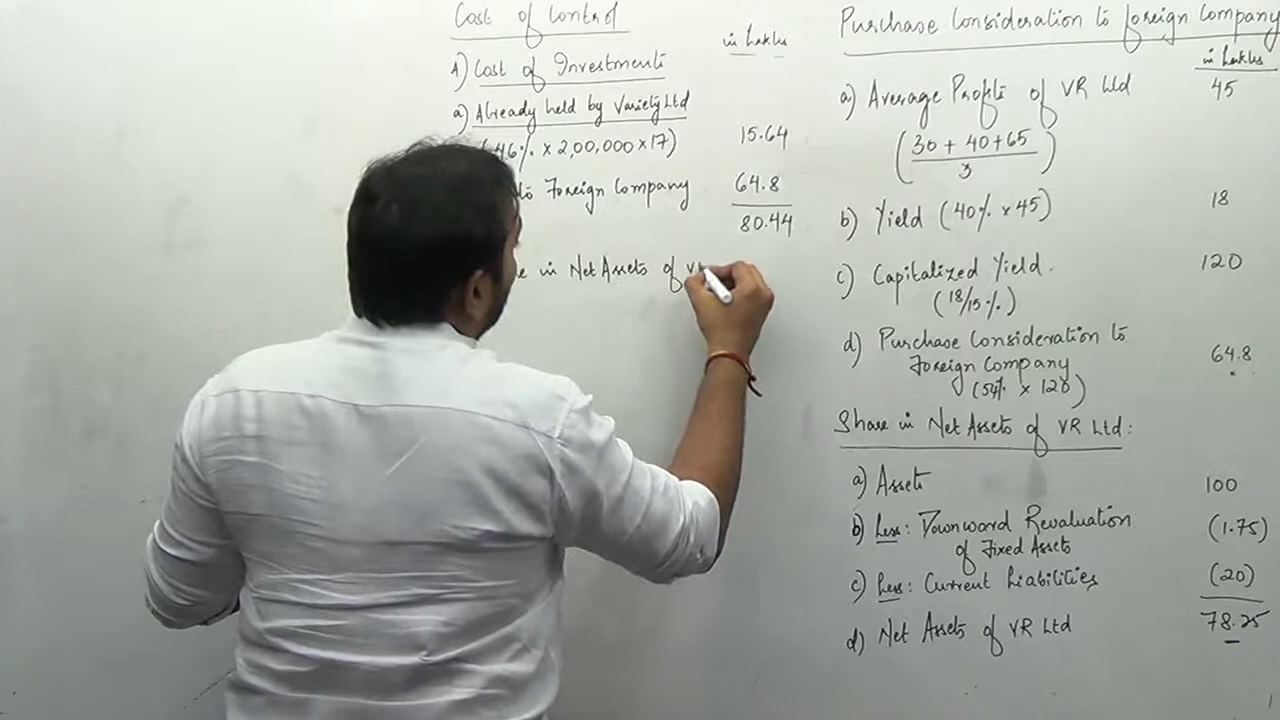 Cost of Control
in Lakhs
A) Cost of Investments
a) Already held by Variety Ltd
46% x 2,00,000 x 17) 15.64
to Foreign Company 64.8
80.44
in Net Assets of VR
Purchase Consideration to foreign Company
in Lakhs
a) Average Profits of VR Ltd 45
(30 + 40 + 65
3)
b) Yield (40% x 45) 18
c) Capitalized Yield. 120
(18/15%)
d) Purchase Consideration to
Foreign Company 64.8
(54% x 120)
Share in Net Assets of VR Ltd:
a) Assets 100
b) Less: Downward Revaluation (1.75)
of Fixed Assets
c) Less: Current Liabilities (20)
d) Net Assets of VR Ltd 78.25